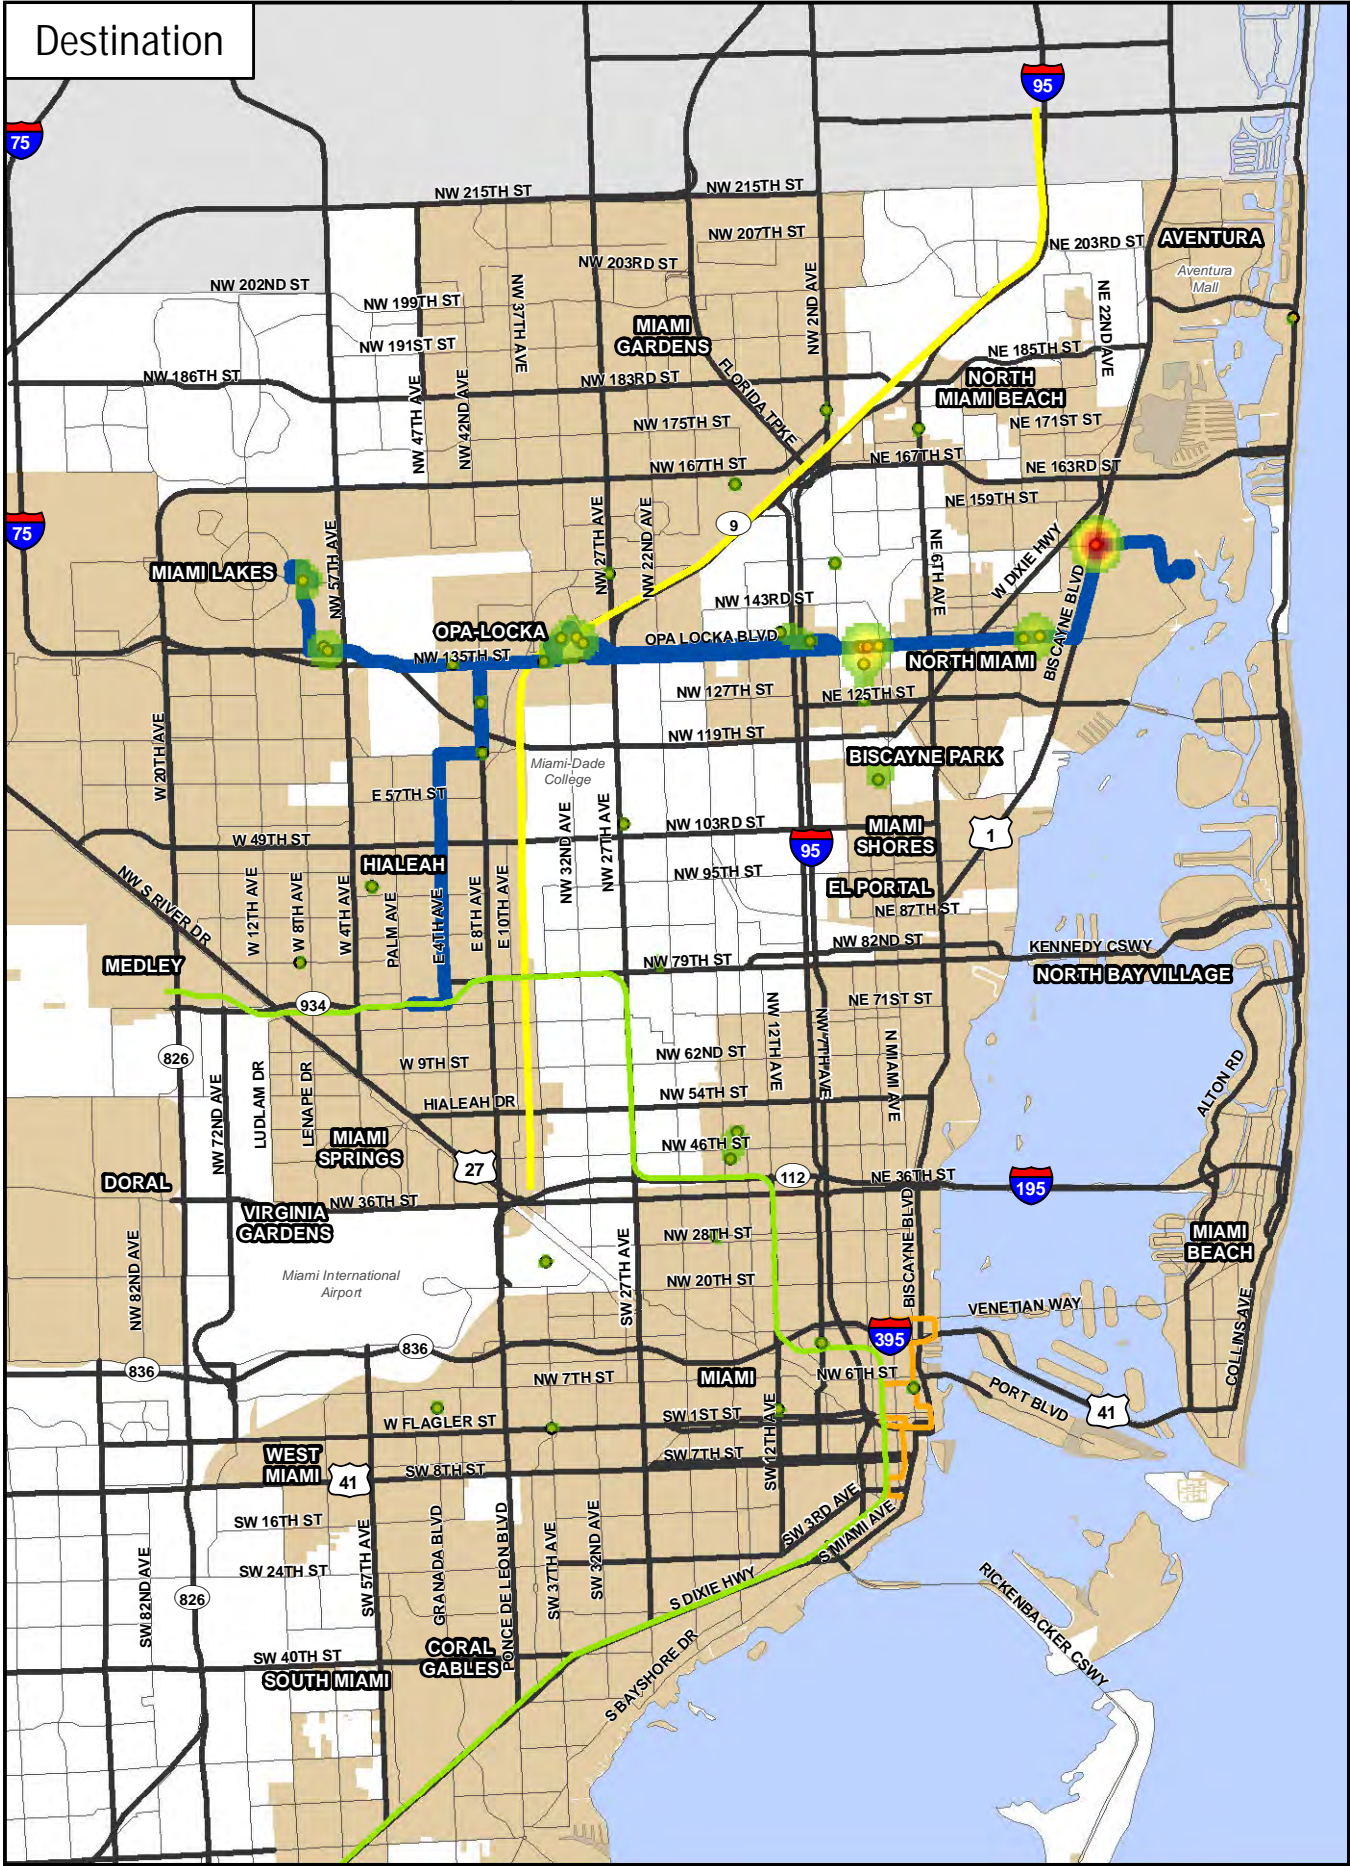 Destination
95
75
NW 215TH ST
NW 215TH ST
NW 207TH ST
NE 203RD ST
AVENTURA
Aventura
Mall
NW 203RD ST
NW 202ND ST
NW 199TH ST
NW 37TH AVE
NW 2ND AVE
NE 22ND AVE
MIAMI
GARDENS
NW 191ST ST
NE 185TH ST
NW 186TH ST
NW 183RD ST
FLORIDA TPKE
NORTH
MIAMI BEACH
NW 47TH AVE
NW 42ND AVE
NW 175TH ST
NE 171ST ST
NW 167TH ST
NE 167TH ST
NE 163RD ST
NE 159TH ST
75
9
NW 57TH AVE
NW 27TH AVE
NW 22ND AVE
NE 6TH AVE
W DIXIE HWY
MIAMI LAKES
NW 143RD ST
BISCAYNE BLVD
OPA-LOCKA
OPA LOCKA BLVD
NW 135TH ST
NORTH MIAMI
NW 127TH ST
NE 125TH ST
W 20TH AVE
NW 119TH ST
BISCAYNE PARK
Miami-Dade
College
E 57TH ST
NW 32ND AVE
NW 27TH AVE
NW 103RD ST
MIAMI
SHORES
1
W 49TH ST
95
HIALEAH
NW S RIVER DR
W 12TH AVE
W 8TH AVE
W 4TH AVE
PALM AVE
E 4TH AVE
E 8TH AVE
E 10TH AVE
NW 95TH ST
EL PORTAL
NE 87TH ST
NW 82ND ST
KENNEDY CSWY
MEDLEY
NW 79TH ST
NORTH BAY VILLAGE
934
NE 71ST ST
NW 12TH AVE
NW 7TH AVE
N MIAMI AVE
826
NW 72ND AVE
LUDLAM DR
LENAPE DR
W 9TH ST
NW 62ND ST
ALTON RD
HIALEAH DR
NW 54TH ST
MIAMI
SPRINGS
NW 46TH ST
27
112
NE 36TH ST
195
DORAL
NW 36TH ST
VIRGINIA
GARDENS
BISCAYNE BLVD
NW 28TH ST
MIAMI
BEACH
NW 82ND AVE
Miami International
Airport
SW 27TH AVE
NW 20TH ST
VENETIAN WAY
COLLINS AVE
395
836
836
NW 7TH ST
MIAMI
NW 6TH ST
PORT BLVD
41
W FLAGLER ST
SW 1ST ST
SW 12TH AVE
WEST
MIAMI
41
SW 8TH ST
SW 7TH ST
SW 16TH ST
SW 57TH AVE
GRANADA BLVD
PONCE DE LEON BLVD
SW 37TH AVE
SW 32ND AVE
SW 3RD AVE
S MIAMI AVE
SW 82ND AVE
SW 24TH ST
826
S DIXIE HWY
RICKENBACKER CSWY
SW 40TH ST
CORAL
GABLES
SOUTH MIAMI
S BAYSHORE DR